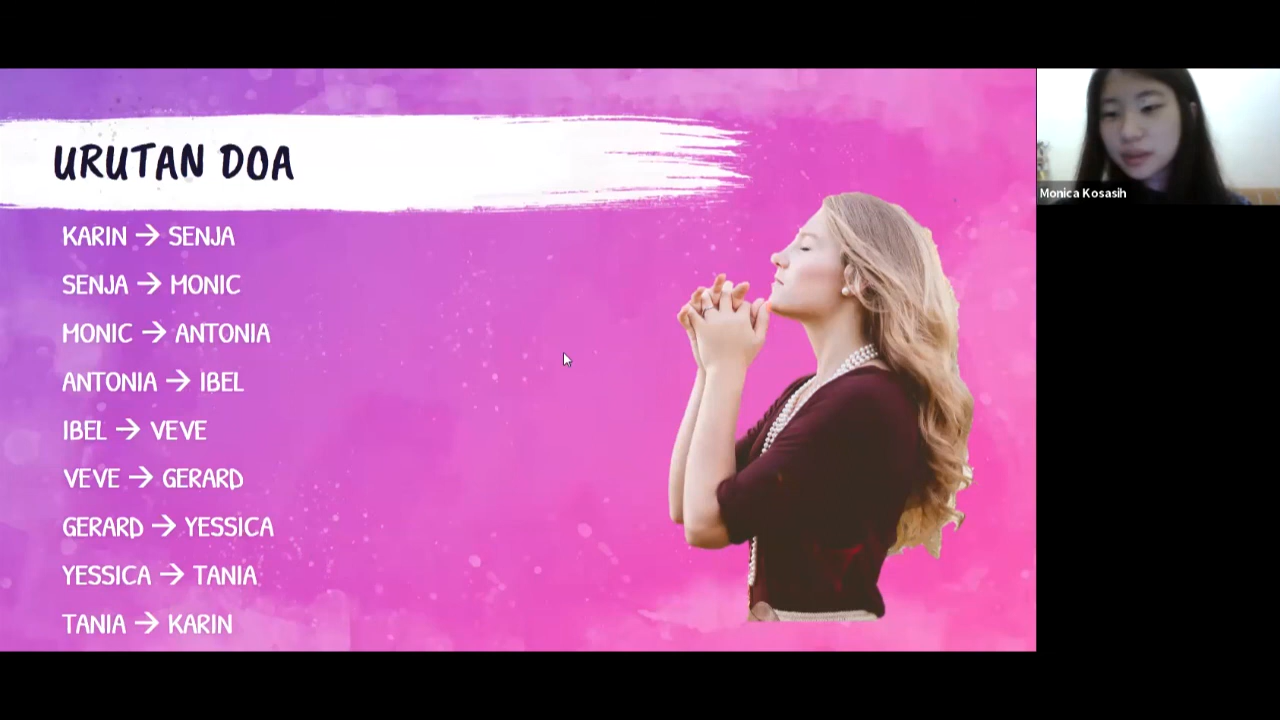 URUTAN DOA
KARIN → SENJA
SENJA → MONIC
MONIC → ANTONIA
ANTONIA → IBEL
IBEL → VEVE
VEVE → GERARD
GERARD → YESSICA
YESSICA → TANIA
TANIA → KARIN
Monica Kosasih